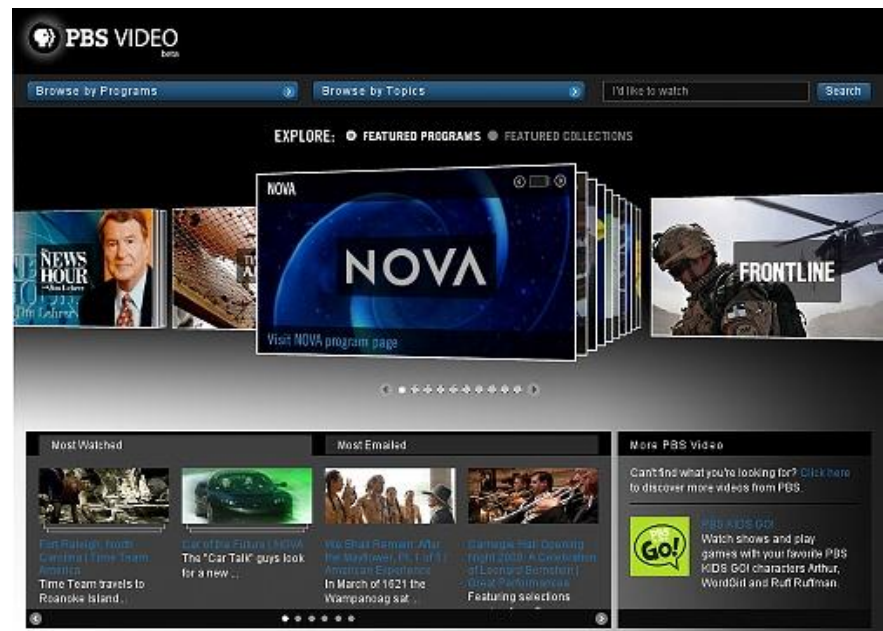 PBS VIDEO
beta
Browse by Programs
Browse by Topics
I'd like to watch
Search
EXPLORE: FEATURED PROGRAMS FEATURED COLLECTIONS
NOVA
NEWS
HOUR
Jim Lehrer
NOVA
FRONTLINE
Visit NOVA program page
Most Watched
Most Emailed
More PBS Video
Can't find what you're looking for? Click here
to discover more videos from PBS.
Fort Raleigh, North
Carolina | Time Team
America
Time Team travels to
Roanoke Island...
Car of the Future | NOVA
The "Car Talk" guys look
for a new ...
We Shall Remain: After
the Mayflower, Pt. 1 of 1 |
American Experience
In March of 1621 the
Wampanoag sat ...
Carnegie Hall Opening
Night 2008: A Celebration
of Leonard Bernstein |
Great Performances
Featuring selections
PBS KIDS
GO!
PBS KIDS GO!
Watch shows and play
games with your favorite PBS
KIDS GO! characters Arthur,
WordGirl and Ruff Ruffman.